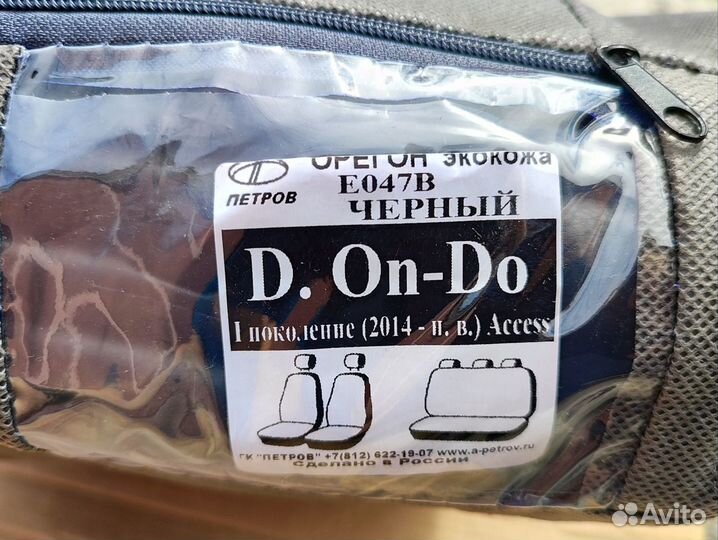 ОРЕГОН экокожа
ПЕТРОВ
E047B
ЧЕРНЫЙ
D. On-Do
I поколение (2014 - н. в.) Access
ГК "ПЕТРОВ" +7(812) 622-19-07 www.a-petrov.ru
Сделано в России
Avito